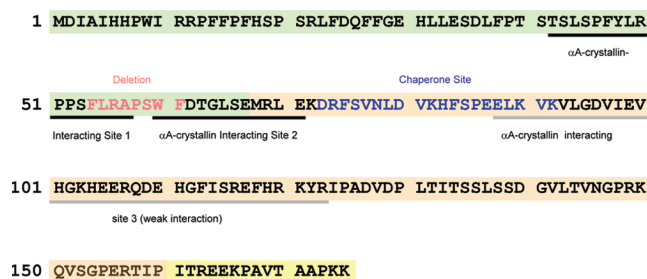 1 MDIAIHHPWI RRPFFPFHSP SRLFDQFFGE HLLESDLFPT STSLSPFYLR
αA-crystallin-
Deletion Chaperone Site
51 PPSFLRAPSW FDTGLSEMRL EKDRFSVNLD VKHFSPEELK VKVLGDVIEV
Interacting Site 1 αA-crystallin Interacting Site 2 αA-crystallin interacting
101 HGKHEERQDE HGFISREFHR KYRIPADVDP LTITSSLSSD GVLTVNGPRK
site 3 (weak interaction)
150 QVSGPERTIP ITREEKPAVT AAPKK